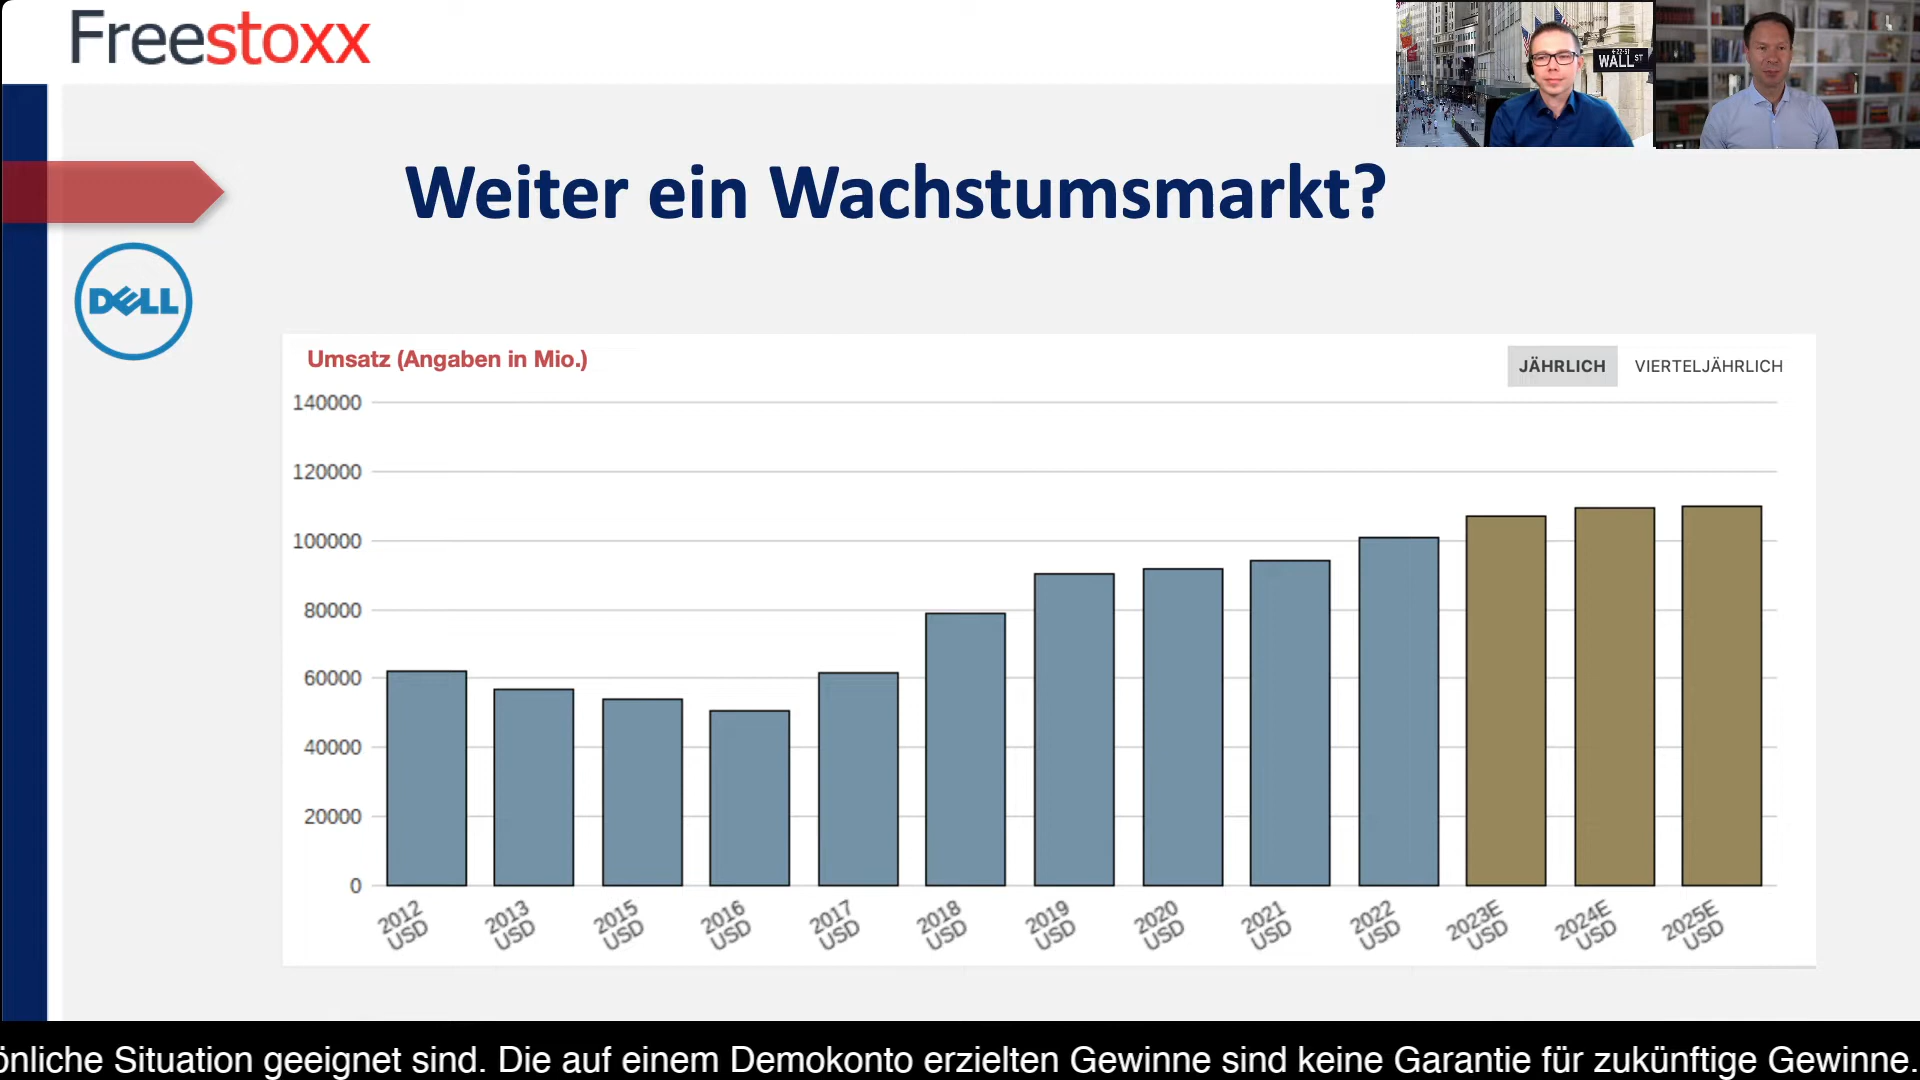 Freestoxx
WALL ST
Weiter ein Wachstumsmarkt?
DELL
Umsatz (Angaben in Mio.)
JÄHRLICH VIERTELJÄHRLICH
140000
120000
100000
80000
60000
40000
20000
0
2012 USD
2013 USD
2015 USD
2016 USD
2017 USD
2018 USD
2019 USD
2020 USD
2021 USD
2022 USD
2023E USD
2024E USD
2025E USD
önliche Situation geeignet sind. Die auf einem Demokonto erzielten Gewinne sind keine Garantie für zukünftige Gewinne.